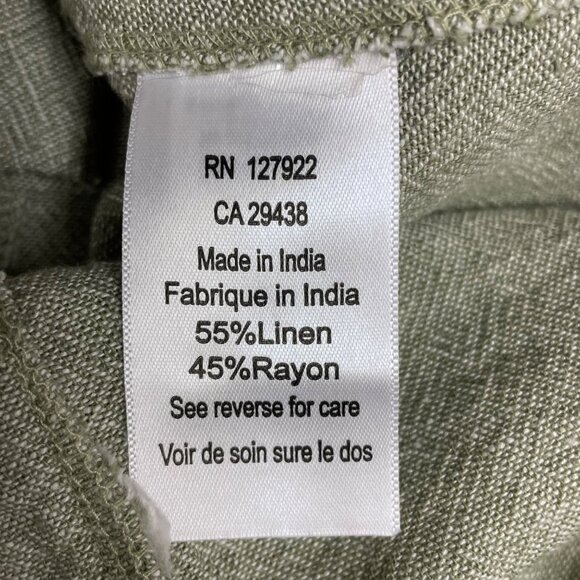 RN 127922
CA 29438
Made in India
Fabrique in India
55%Linen
45%Rayon
See reverse for care
Voir de soin sure le dos